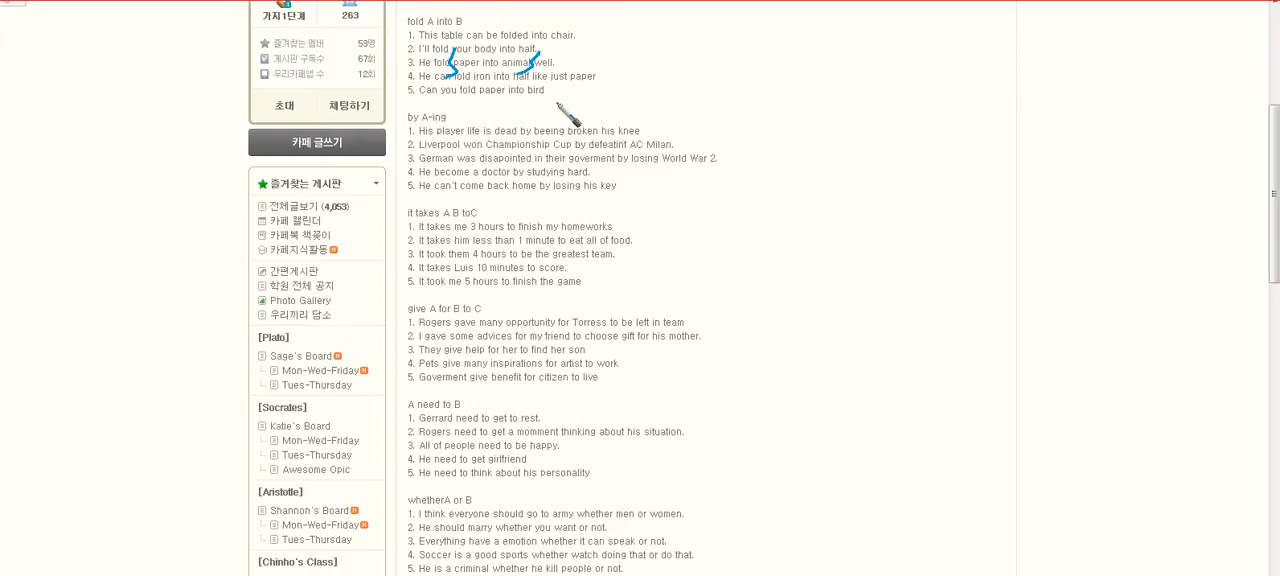 가지1단계
263
즐겨찾는 멤버 53명
게시판 구독수 67회
우리카페앱 수 12회
초대 채팅하기
카페 글쓰기
즐겨찾는 게시판
전체글보기 (4,053)
카페 캘린더
카페북 책꽂이
카페지식활동
간편게시판
학원 전체 공지
Photo Gallery
우리끼리 담소
[Plato]
Sage's Board
Mon-Wed-Friday
Tues-Thursday
[Socrates]
Katie's Board
Mon-Wed-Friday
Tues-Thursday
Awesome Opic
[Aristotle]
Shannon's Board
Mon-Wed-Friday
Tues-Thursday
[Chinho's Class]
fold A into B
1. This table can be folded into chair.
2. I'll fold your body into half.
3. He fold paper into animal well.
4. He can fold iron into half like just paper
5. Can you fold paper into bird
by A-ing
1. His player life is dead by beeing broken his knee
2. Liverpool won Championship Cup by defeatinf AC Milan.
3. German was disapointed in their goverment by losing World War 2.
4. He become a doctor by studying hard.
5. He can't come back home by losing his key
it takes A B toC
1. It takes me 3 hours to finish my homeworks
2. It takes him less than 1 minute to eat all of food.
3. It took them 4 hours to be the greatest team.
4. It takes Luis 10 minutes to score.
5. It took me 5 hours to finish the game
give A for B to C
1. Rogers gave many opportunity for Torress to be left in team
2. I gave some advices for my friend to choose gift for his mother.
3. They give help for her to find her son
4. Pets give many inspirations for artist to work
5. Goverment give benefit for citizen to live
A need to B
1. Gerrard need to get to rest.
2. Rogers need to get a momment thinking about his situation.
3. All of people need to be happy.
4. He need to get girlfriend
5. He need to think about his personality
whetherA or B
1. I think everyone should go to army whether men or women.
2. He should marry whether you want or not.
3. Everything have a emotion whether it can speak or not.
4. Soccer is a good sports whether watch doing that or do that.
5. He is a criminal whether he kill people or not.